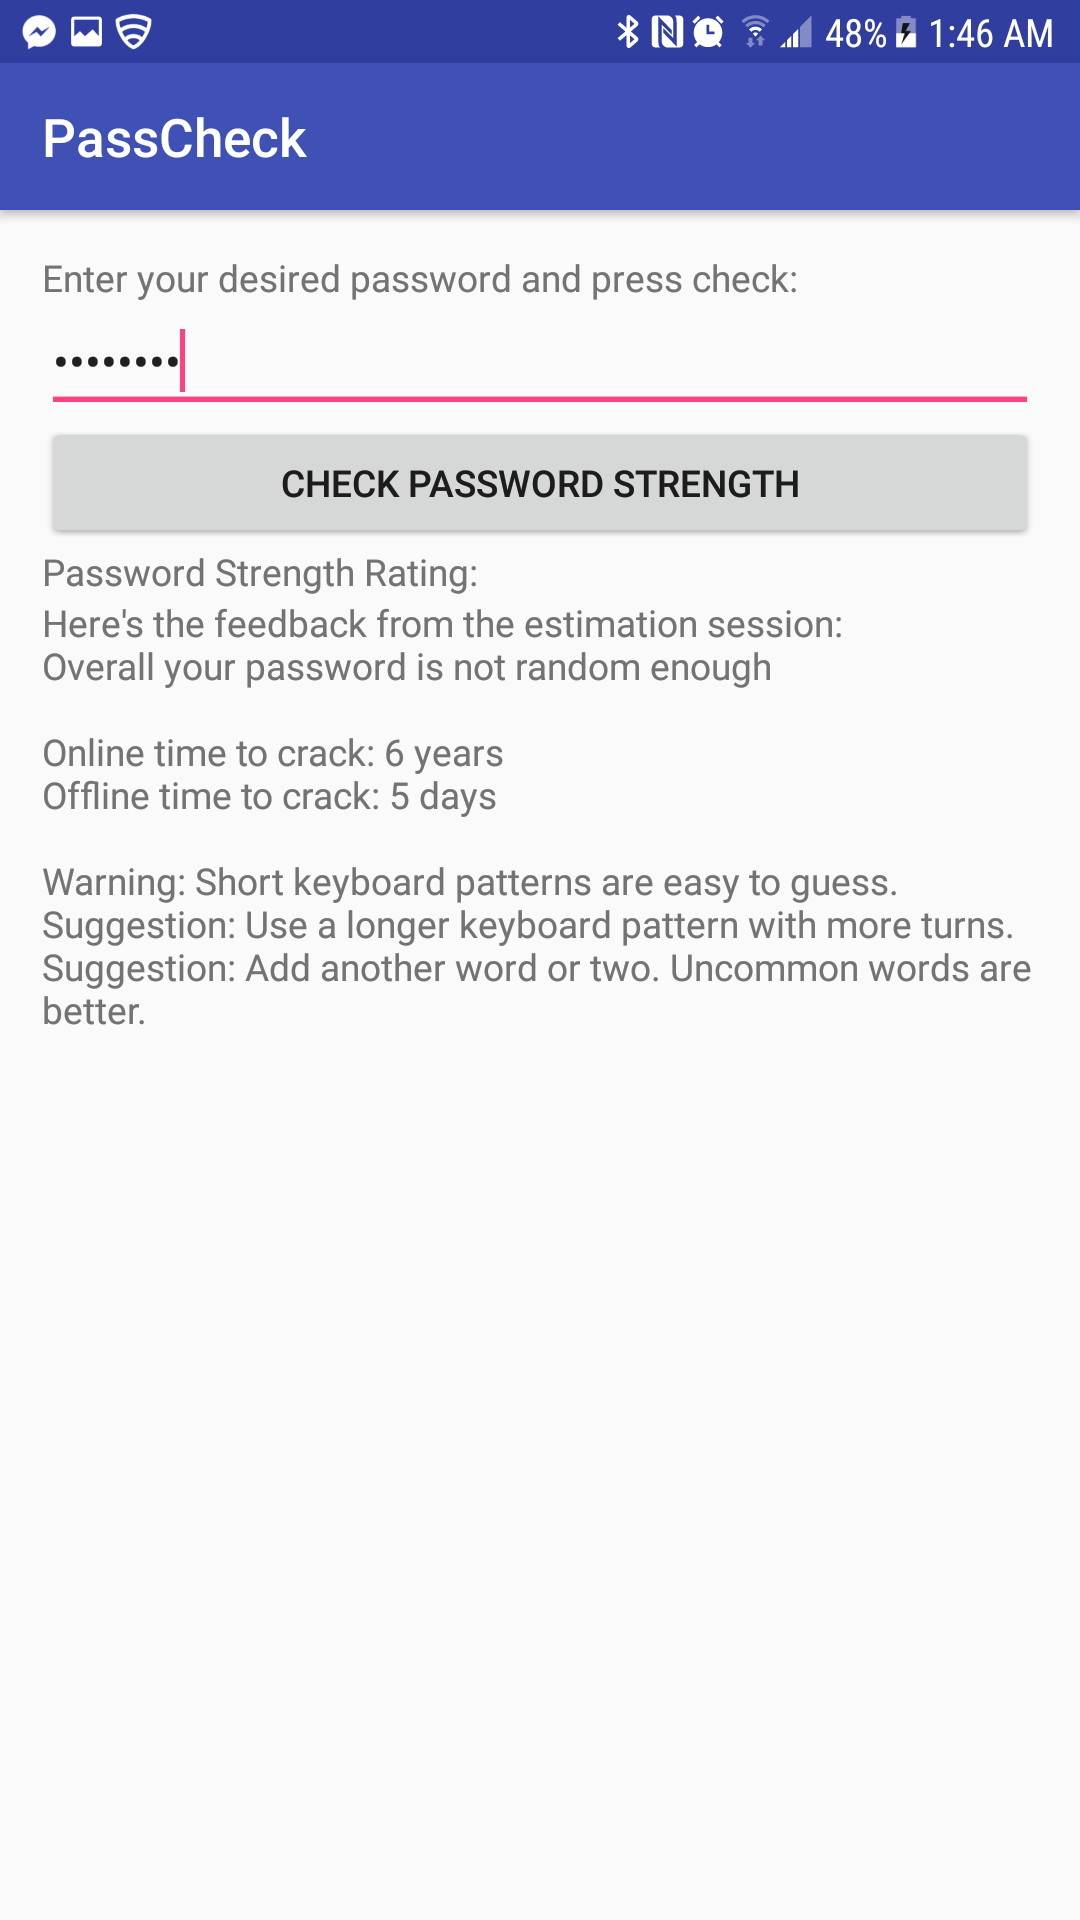 48% 1:46 AM
PassCheck
Enter your desired password and press check:
••••••••
CHECK PASSWORD STRENGTH
Password Strength Rating:
Here's the feedback from the estimation session:
Overall your password is not random enough
Online time to crack: 6 years
Offline time to crack: 5 days
Warning: Short keyboard patterns are easy to guess.
Suggestion: Use a longer keyboard pattern with more turns.
Suggestion: Add another word or two. Uncommon words are
better.